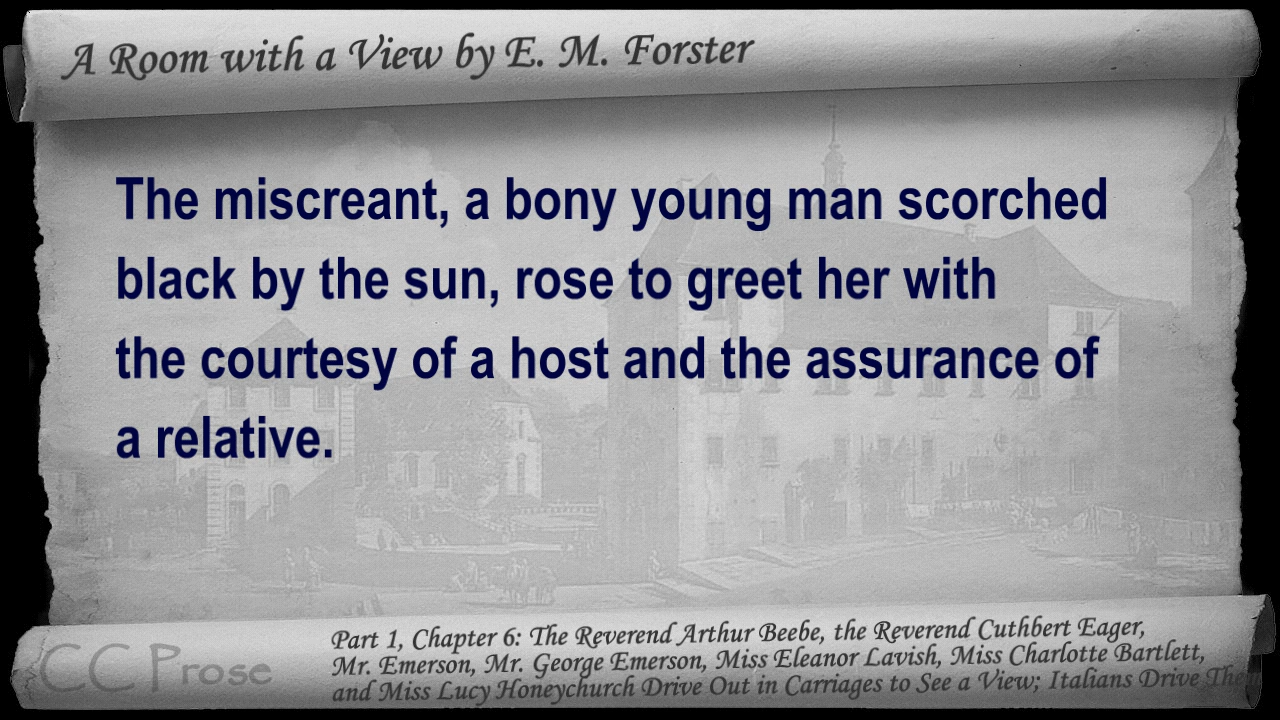 A Room with a View by E. M. Forster
The miscreant, a bony young man scorched
black by the sun, rose to greet her with
the courtesy of a host and the assurance of
a relative.
CC Prose
Part 1, Chapter 6: The Reverend Arthur Beebe, the Reverend Cuthbert Eager,
Mr. Emerson, Mr. George Emerson, Miss Eleanor Lavish, Miss Charlotte Bartlett,
and Miss Lucy Honeychurch Drive Out in Carriages to See a View; Italians Drive